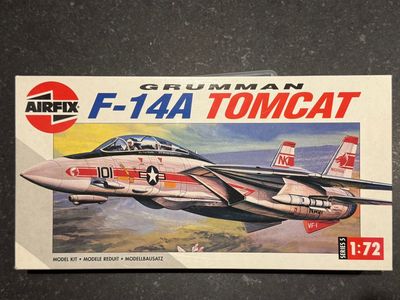 GRUMMAN
AIRFIX
F-14A TOMCAT
101
NK
VF-1
MODEL KIT • MODELE REDUIT • MODELLBAUSATZ
SERIES 5
1:72